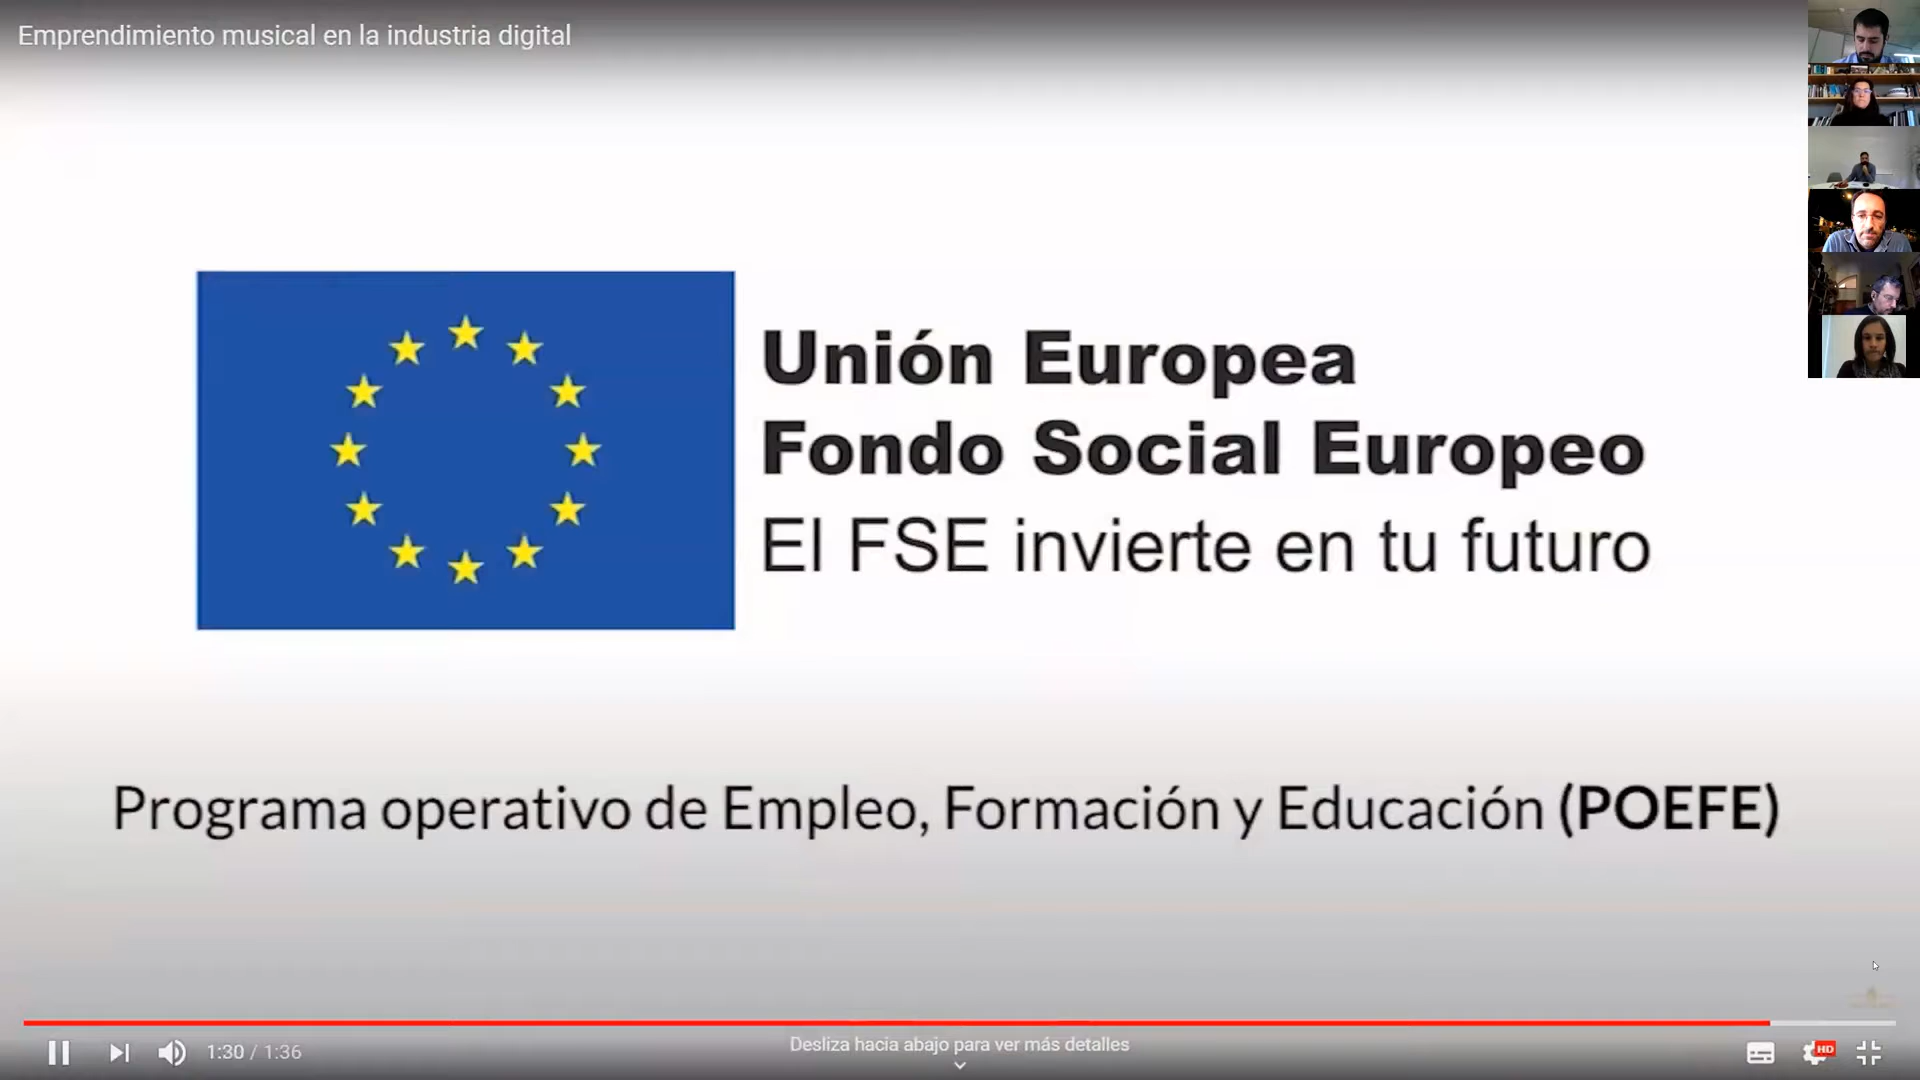 Emprendimiento musical en la industria digital
Unión Europea
Fondo Social Europeo
El FSE invierte en tu futuro
Programa operativo de Empleo, Formación y Educación (POEFE)
1:30 / 1:36
Desliza hacia abajo para ver más detalles
HD